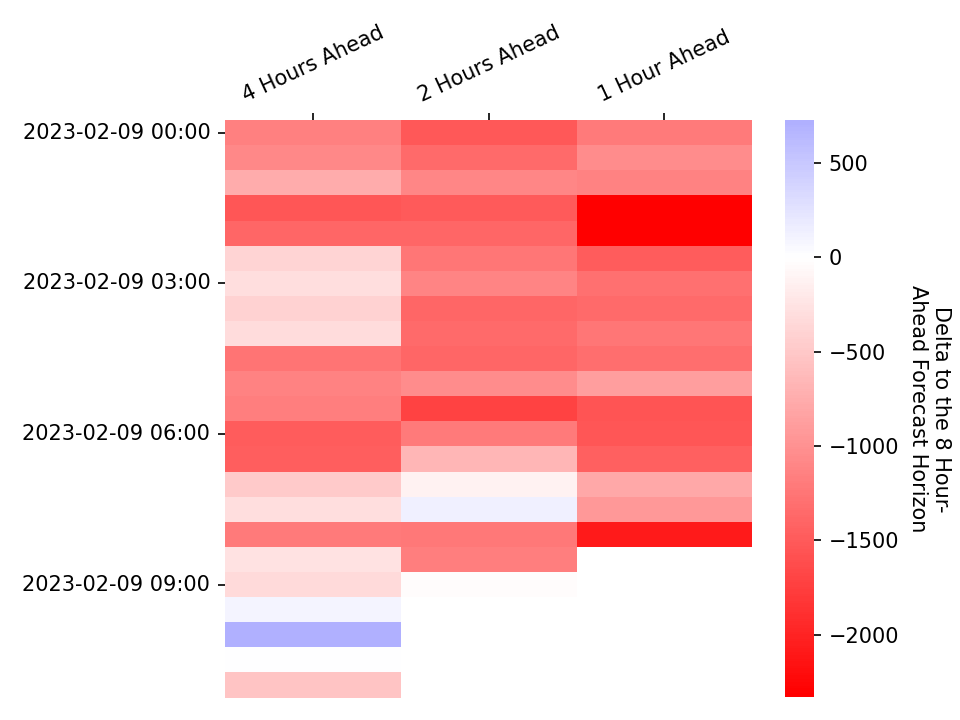 4 Hours Ahead
2 Hours Ahead
1 Hour Ahead
2023-02-09 00:00
2023-02-09 03:00
2023-02-09 06:00
2023-02-09 09:00
500
0
−500
−1000
−1500
−2000
Delta to the 8 Hour-
Ahead Forecast Horizon